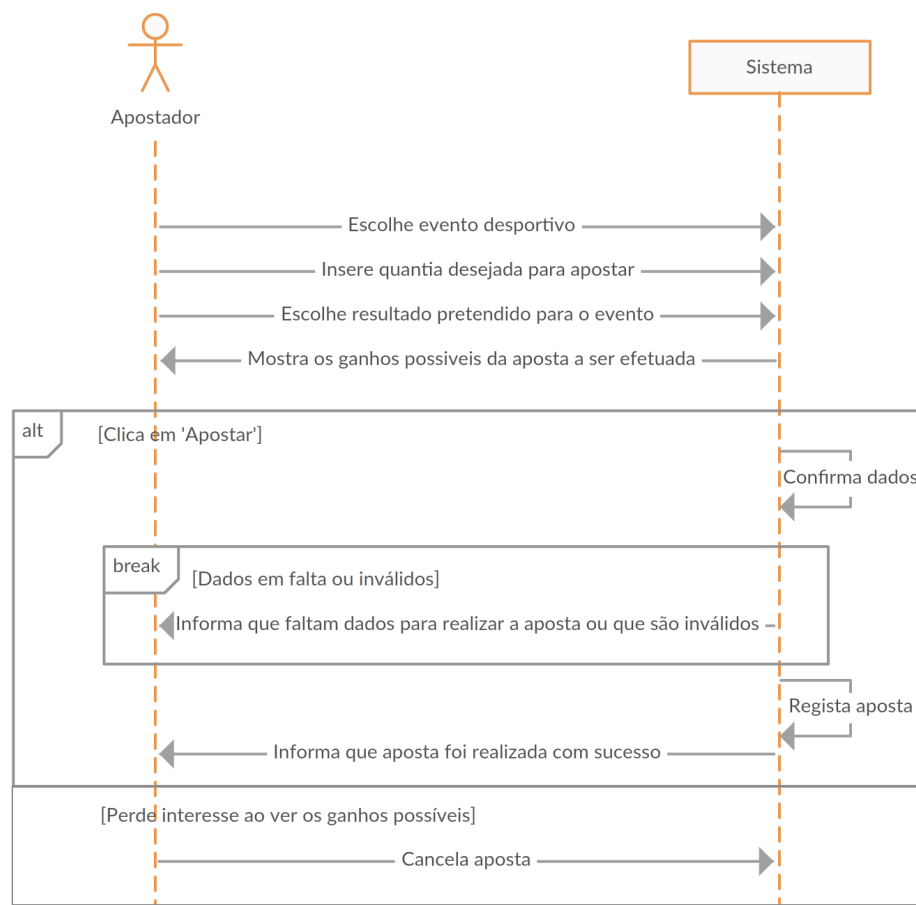 Sistema
Apostador
Escolhe evento desportivo
Insere quantia desejada para apostar
Escolhe resultado pretendido para o evento
Mostra os ganhos possiveis da aposta a ser efetuada
alt
[Clica em 'Apostar']
Confirma dados
break
[Dados em falta ou inválidos]
Informa que faltam dados para realizar a aposta ou que são inválidos
Regista aposta
Informa que aposta foi realizada com sucesso
[Perde interesse ao ver os ganhos possíveis]
Cancela aposta